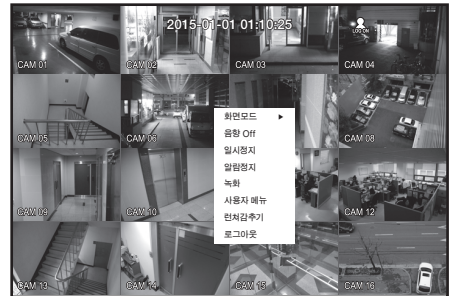 2015-01-01 01:10:25
LOG ON
CAM 01
CAM 02
CAM 03
CAM 04
CAM 05
CAM 06
화면모드 ▶
음향 Off
일시정지
알람정지
녹화
사용자 메뉴
런처감추기
로그아웃
CAM 08
CAM 09
CAM 10
CAM 12
CAM 13
CAM 14
CAM 15
CAM 16